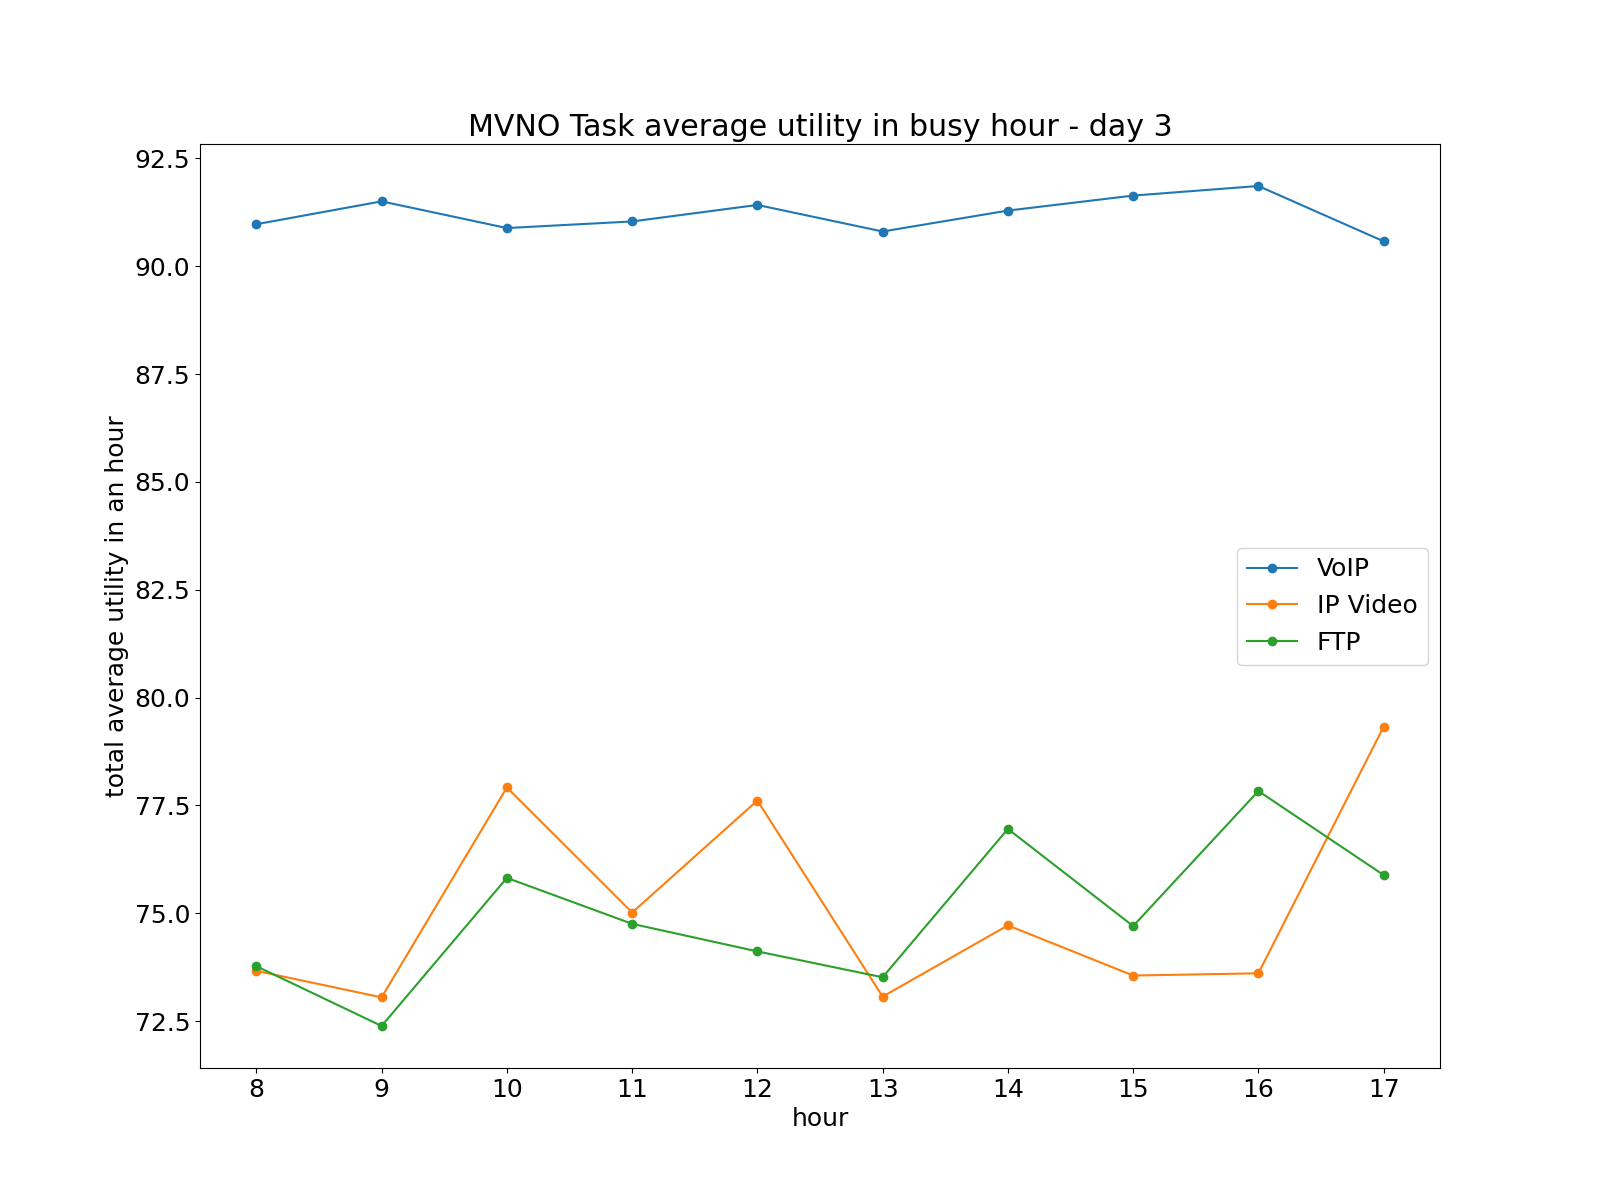 MVNO Task average utility in busy hour - day 3
total average utility in an hour
92.5
90.0
87.5
85.0
82.5
80.0
77.5
75.0
72.5
VoIP
IP Video
FTP
8 9 10 11 12 13 14 15 16 17
hour